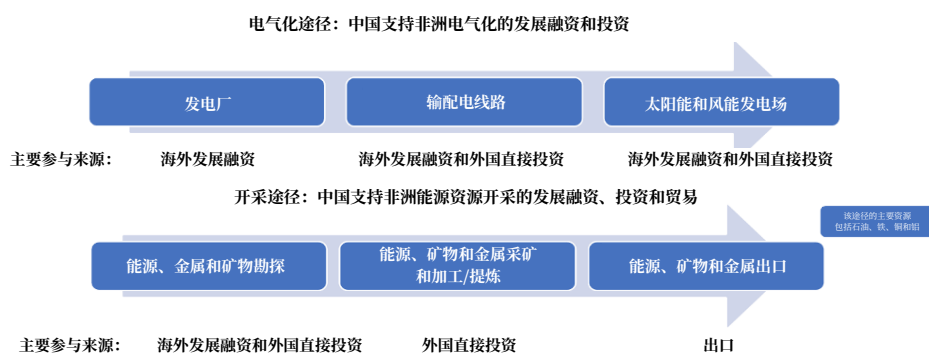 电气化途径：中国支持非洲电气化的发展融资和投资
发电厂
输配电线路
太阳能和风能发电场
主要参与来源：
海外发展融资
海外发展融资和外国直接投资
海外发展融资和外国直接投资
开采途径：中国支持非洲能源资源开采的发展融资、投资和贸易
该途径的主要资源
包括石油、铁、铜和铝
能源、金属和矿物勘探
能源、矿物和金属采矿
和加工/提炼
能源、矿物和金属出口
主要参与来源：
海外发展融资和外国直接投资
外国直接投资
出口